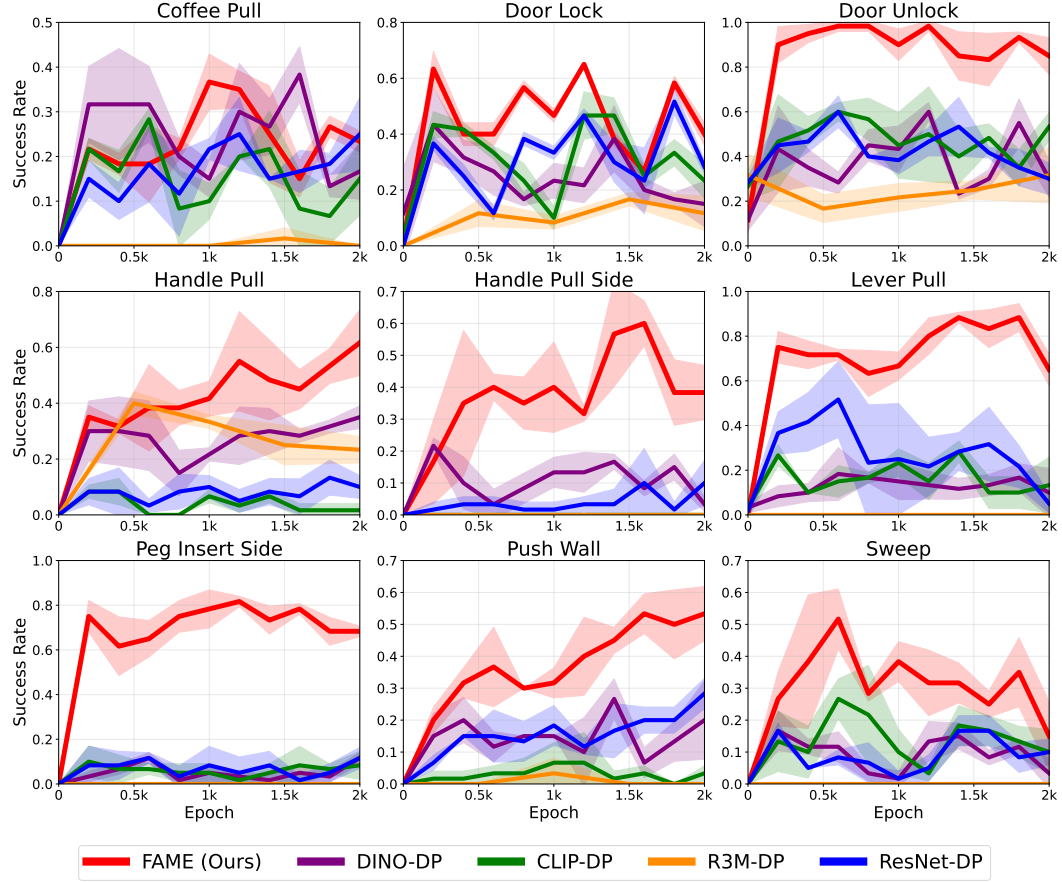 Coffee Pull
Door Lock
Door Unlock
Success Rate
0.5
0.4
0.3
0.2
0.1
0.0
0
0.5k
1k
1.5k
2k
0.8
0.6
0.4
0.2
0.0
0
0.5k
1k
1.5k
2k
1.0
0.8
0.6
0.4
0.2
0.0
0
0.5k
1k
1.5k
2k
Handle Pull
Handle Pull Side
Lever Pull
Success Rate
0.8
0.6
0.4
0.2
0.0
0
0.5k
1k
1.5k
2k
0.7
0.6
0.5
0.4
0.3
0.2
0.1
0.0
0
0.5k
1k
1.5k
2k
1.0
0.8
0.6
0.4
0.2
0.0
0
0.5k
1k
1.5k
2k
Peg Insert Side
Push Wall
Sweep
Success Rate
1.0
0.8
0.6
0.4
0.2
0.0
0
0.5k
1k
1.5k
2k
Epoch
0.7
0.6
0.5
0.4
0.3
0.2
0.1
0.0
0
0.5k
1k
1.5k
2k
Epoch
0.7
0.6
0.5
0.4
0.3
0.2
0.1
0.0
0
0.5k
1k
1.5k
2k
Epoch
FAME (Ours)
DINO-DP
CLIP-DP
R3M-DP
ResNet-DP